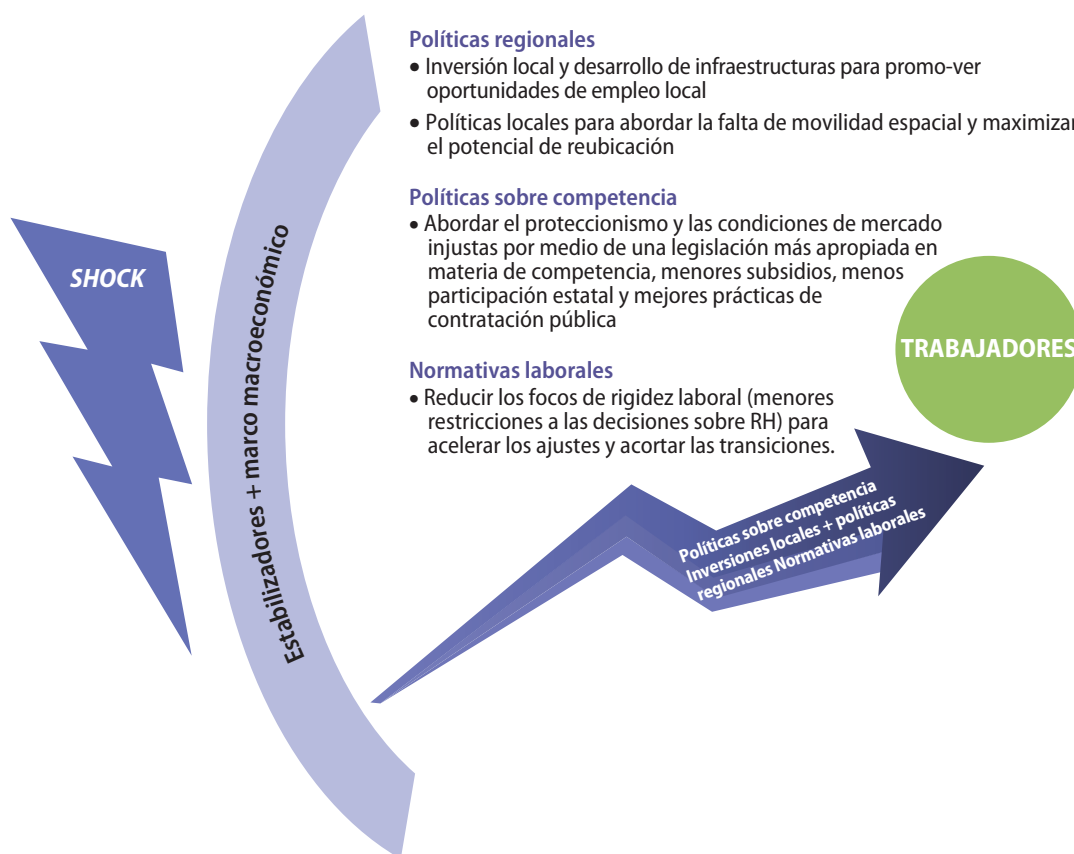 Políticas regionales
• Inversión local y desarrollo de infraestructuras para promo-ver
oportunidades de empleo local
• Políticas locales para abordar la falta de movilidad espacial y maximizar
el potencial de reubicación
Políticas sobre competencia
• Abordar el proteccionismo y las condiciones de mercado
injustas por medio de una legislación más apropiada en
materia de competencia, menores subsidios, menos
participación estatal y mejores prácticas de
contratación pública
Normativas laborales
• Reducir los focos de rigidez laboral (menores
restricciones a las decisiones sobre RH) para
acelerar los ajustes y acortar las transiciones.
SHOCK
Estabilizadores + marco macroeconómico
TRABAJADORES
Políticas sobre competencia
Inversiones locales + políticas
regionales Normativas laborales